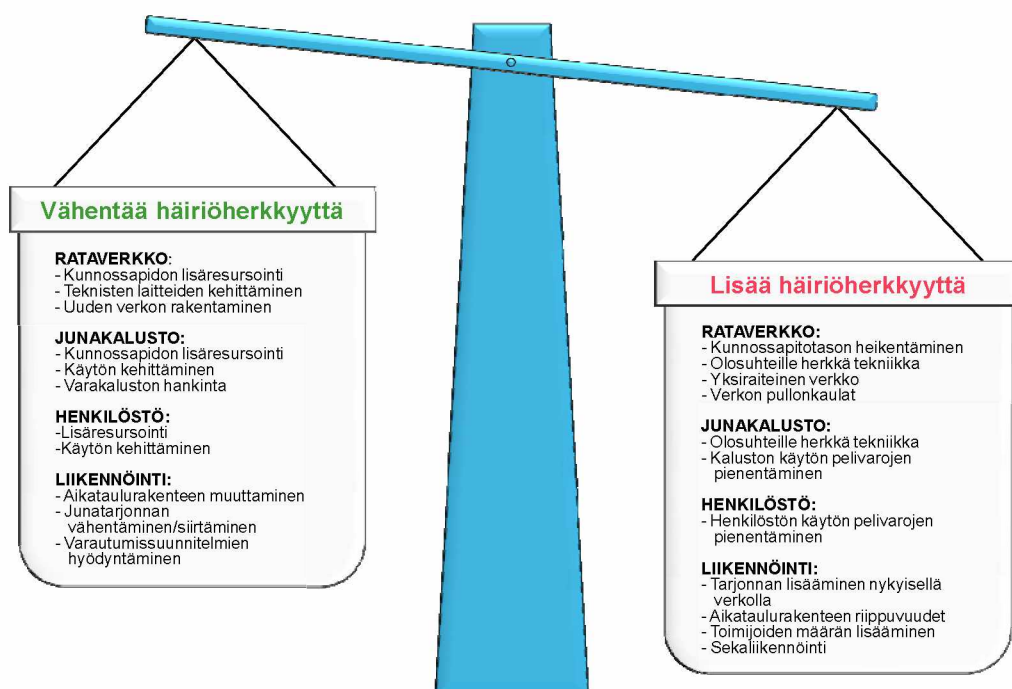 Vähentää häiriöherkkyyttä
RATAVERKKO:
- Kunnossapidon lisäresursointi
- Teknisten laitteiden kehittäminen
- Uuden verkon rakentaminen
JUNAKALUSTO:
- Kunnossapidon lisäresursointi
- Käytön kehittäminen
- Varakaluston hankinta
HENKILÖSTÖ:
-Lisäresursointi
-Käytön kehittäminen
LIIKENNÖINTI:
- Aikataulurakenteen muuttaminen
- Junatarjonnan
vähentäminen/siirtäminen
- Varautumissuunnitelmien
hyödyntäminen
Lisää häiriöherkkyyttä
RATAVERKKO:
- Kunnossapitotason heikentäminen
- Olosuhteille herkkä tekniikka
- Yksiraiteinen verkko
- Verkon pullonkaulat
JUNAKALUSTO:
- Olosuhteille herkkä tekniikka
- Kaluston käytön pelivarojen
pienentäminen
HENKILÖSTÖ:
- Henkilöstön käytön pelivarojen
pienentäminen
LIIKENNÖINTI:
- Tarjonnan lisääminen nykyisellä
verkolla
- Aikataulurakenteen riippuvuudet
- Toimijoiden määrän lisääminen
- Sekaliikennöinti